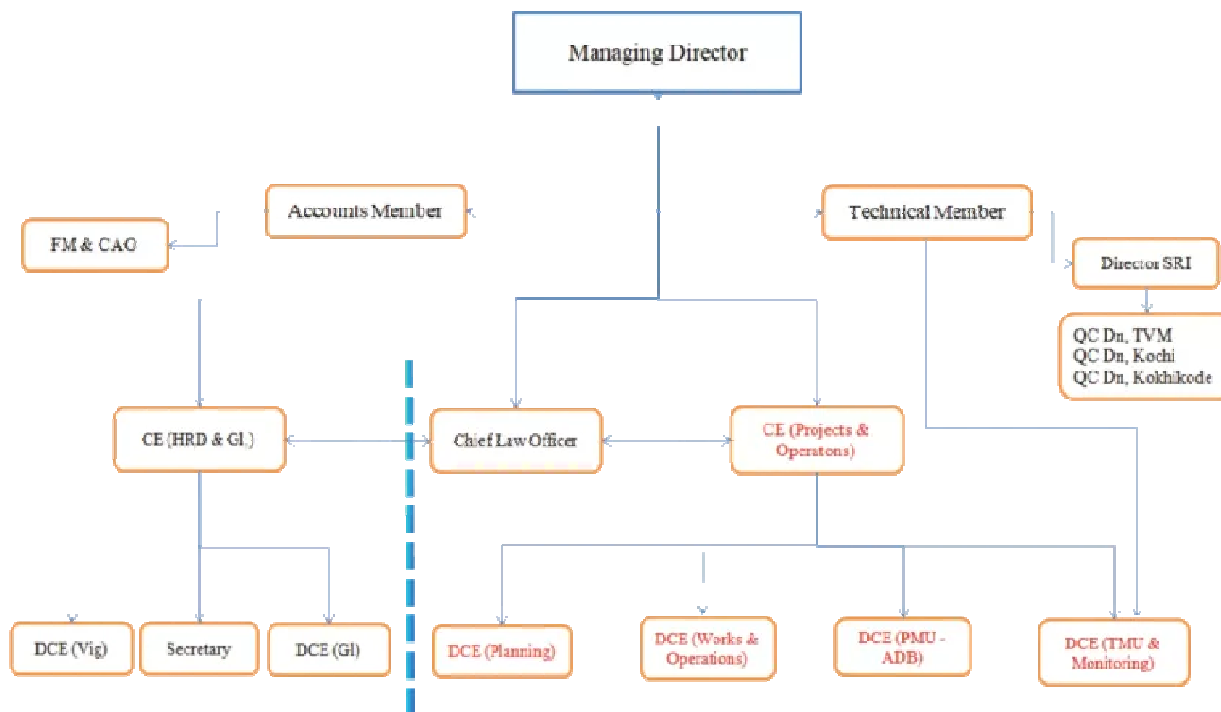 Managing Director
Accounts Member
Technical Member
FM & CAO
Director SRI
QC Dn, TVM
QC Dn, Kochi
QC Dn, Kokhikode
CE (HRD & Gl.)
Chief Law Officer
CE (Projects &
Operatons)
DCE (Vig)
Secretary
DCE (Gl)
DCE (Planning)
DCE (Works &
Operations)
DCE (PMU -
ADB)
DCE (TMU &
Monitoring)